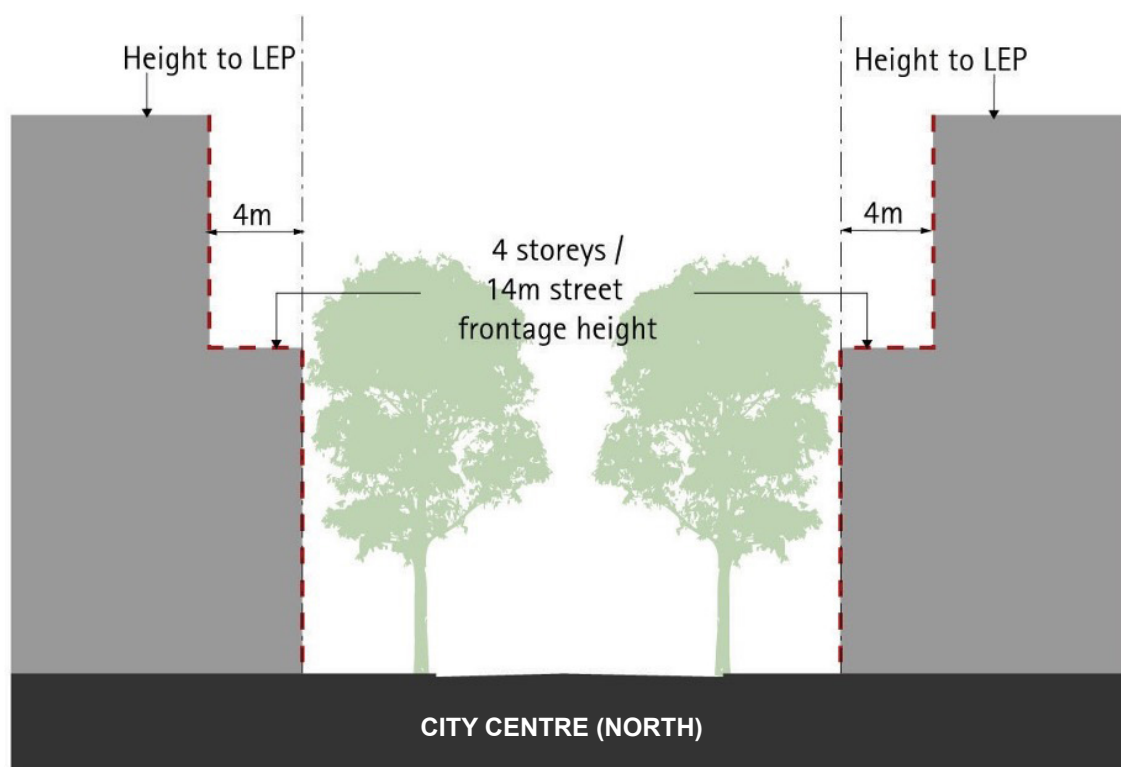 Height to LEP
Height to LEP
4m
4m
4 storeys /
14m street
frontage height
CITY CENTRE (NORTH)